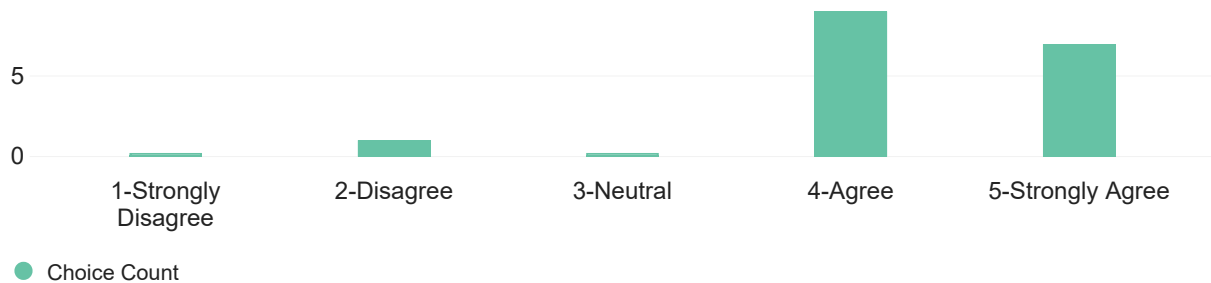 5
0
1-Strongly
Disagree
2-Disagree
3-Neutral
4-Agree
5-Strongly Agree
Choice Count